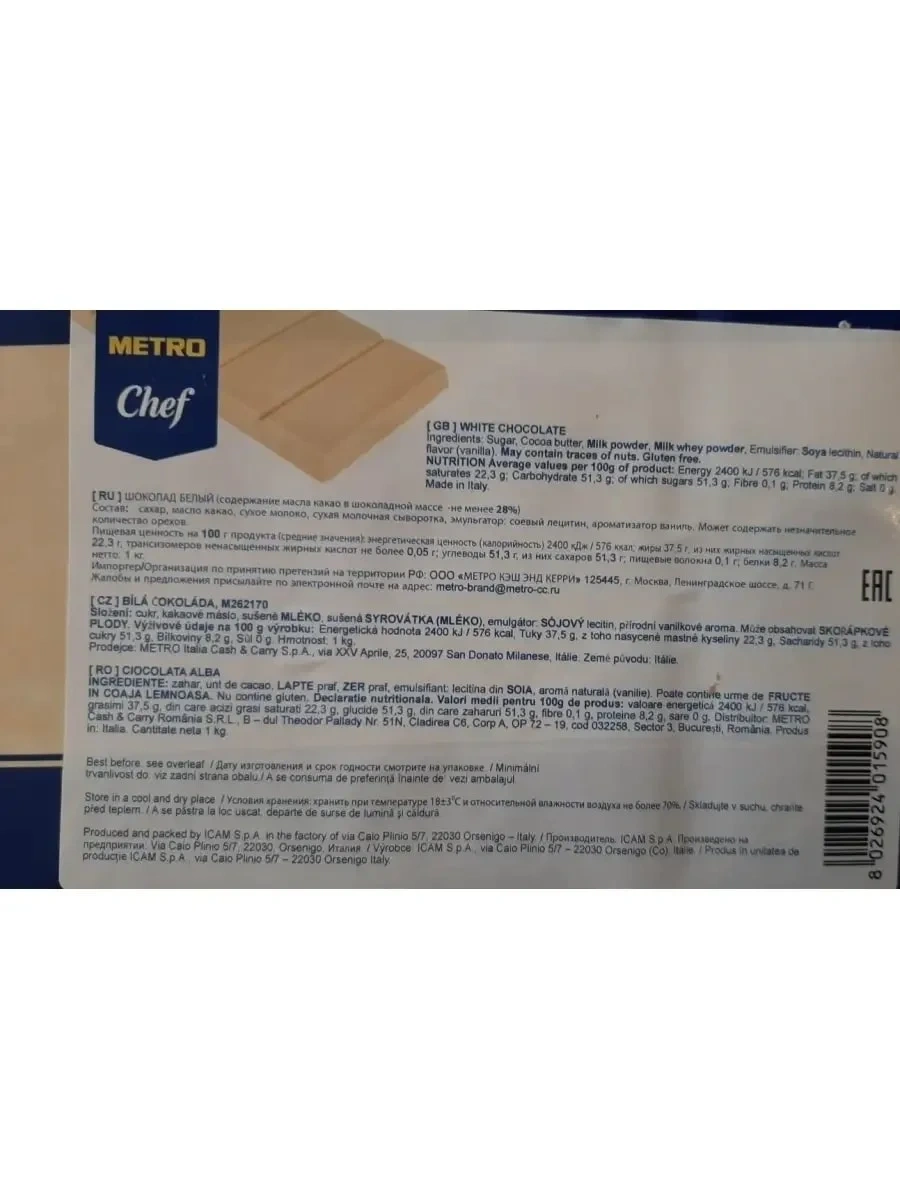 METRO
Chef
[ GB ] WHITE CHOCOLATE
Ingredients: Sugar, Cocoa butter, Milk powder, Milk whey powder, Emulsifier: Soya lecithin, Natural
flavor (vanilla). May contain traces of nuts. Gluten free.
NUTRITION Average values per 100g of product: Energy 2400 kJ / 576 kcal; Fat 37,5 g; of which
saturates 22,3 g; Carbohydrate 51,3 g; of which sugars 51,3 g; Fibre 0,1 g; Protein 8,2 g; Salt 0 g.
Made in Italy.
[ RU ] ШОКОЛАД БЕЛЫЙ (содержание масла какао в шоколадной массе -не менее 28%)
Состав: сахар, масло какао, сухое молоко, сухая молочная сыворотка, эмульгатор: соевый лецитин, ароматизатор ваниль. Может содержать незначительное
количество орехов.
Пищевая ценность на 100 г продукта (средние значения): энергетическая ценность (калорийность) 2400 кДж / 576 ккал; жиры 37,5 г, из них жирных насыщенных кислот
22,3 г, трансизомеров ненасыщенных жирных кислот не более 0,05 г; углеводы 51,3 г, из них сахаров 51,3 г; пищевые волокна 0,1 г; белки 8,2 г. Масса
нетто: 1 кг.
Импортер/Организация по принятию претензий на территории РФ: ООО «МЕТРО КЭШ ЭНД КЕРРИ» 125445, г. Москва, Ленинградское шоссе, д. 71 Г.
Жалобы и предложения присылайте по электронной почте на адрес: metro-brand@metro-cc.ru
EAC
[ CZ ] BÍLÁ ČOKOLÁDA, M262170
Složení: cukr, kakaové máslo, sušené MLÉKO, sušená SYROVÁTKA (MLÉKO), emulgátor: SÓJOVÝ lecitin, přírodní vanilkové aroma. Může obsahovat SKOŘÁPKOVÉ
PLODY. Výživové údaje na 100 g výrobku: Energetická hodnota 2400 kJ / 576 kcal, Tuky 37,5 g, z toho nasycené mastné kyseliny 22,3 g, Sacharidy 51,3 g, z toho
cukry 51,3 g, Bílkoviny 8,2 g, Sůl 0 g. Hmotnost: 1 kg.
Prodejce: METRO Italia Cash & Carry S.p.A., via XXV Aprile, 25, 20097 San Donato Milanese, Itálie. Země původu: Itálie.
[ RO ] CIOCOLATA ALBA
INGREDIENTE: zahar, unt de cacao, LAPTE praf, ZER praf, emulsifiant: lecitina din SOIA, aromă naturală (vanilie). Poate contine urme de FRUCTE
IN COAJA LEMNOASA. Nu contine gluten. Declaratie nutritionala. Valori medii pentru 100g de produs: valoare energetică 2400 kJ / 576 kcal,
grasimi 37,5 g, din care acizi grasi saturati 22,3 g, glucide 51,3 g, din care zaharuri 51,3 g, fibre 0,1 g, proteine 8,2 g, sare 0 g. Distribuitor: METRO
Cash & Carry România S.R.L., B – dul Theodor Pallady Nr. 51N, Cladirea C6, Corp A, OP 72 – 19, cod 032258, Sector 3, București, România. Produs
in: Italia. Cantitate neta 1 kg.
Best before: see overleaf / Дату изготовления и срок годности смотрите на упаковке. / Minimální
trvanlivost do: viz zadní strana obalu./ A se consuma de preferință înainte de: vezi ambalajul.
Store in a cool and dry place. / Условия хранения: хранить при температуре 18±3°С и относительной влажности воздуха не более 70%. / Skladujte v suchu, chraňte
před teplem. / A se păstra la loc uscat, departe de surse de lumină și căldură.
Produced and packed by ICAM S.p.A. in the factory of via Caio Plinio 5/7, 22030 Orsenigo – Italy. / Производитель: ICAM S.p.A. Произведено на
предприятии: Via Caio Plinio 5/7, 22030, Orsenigo, Италия. / Výrobce: ICAM S.p.A., via Caio Plinio 5/7 – 22030 Orsenigo (Co), Itálie. / Produs in unitatea de
producție ICAM S.p.A., via Caio Plinio 5/7 – 22030 Orsenigo Italy.
8 026924 015908